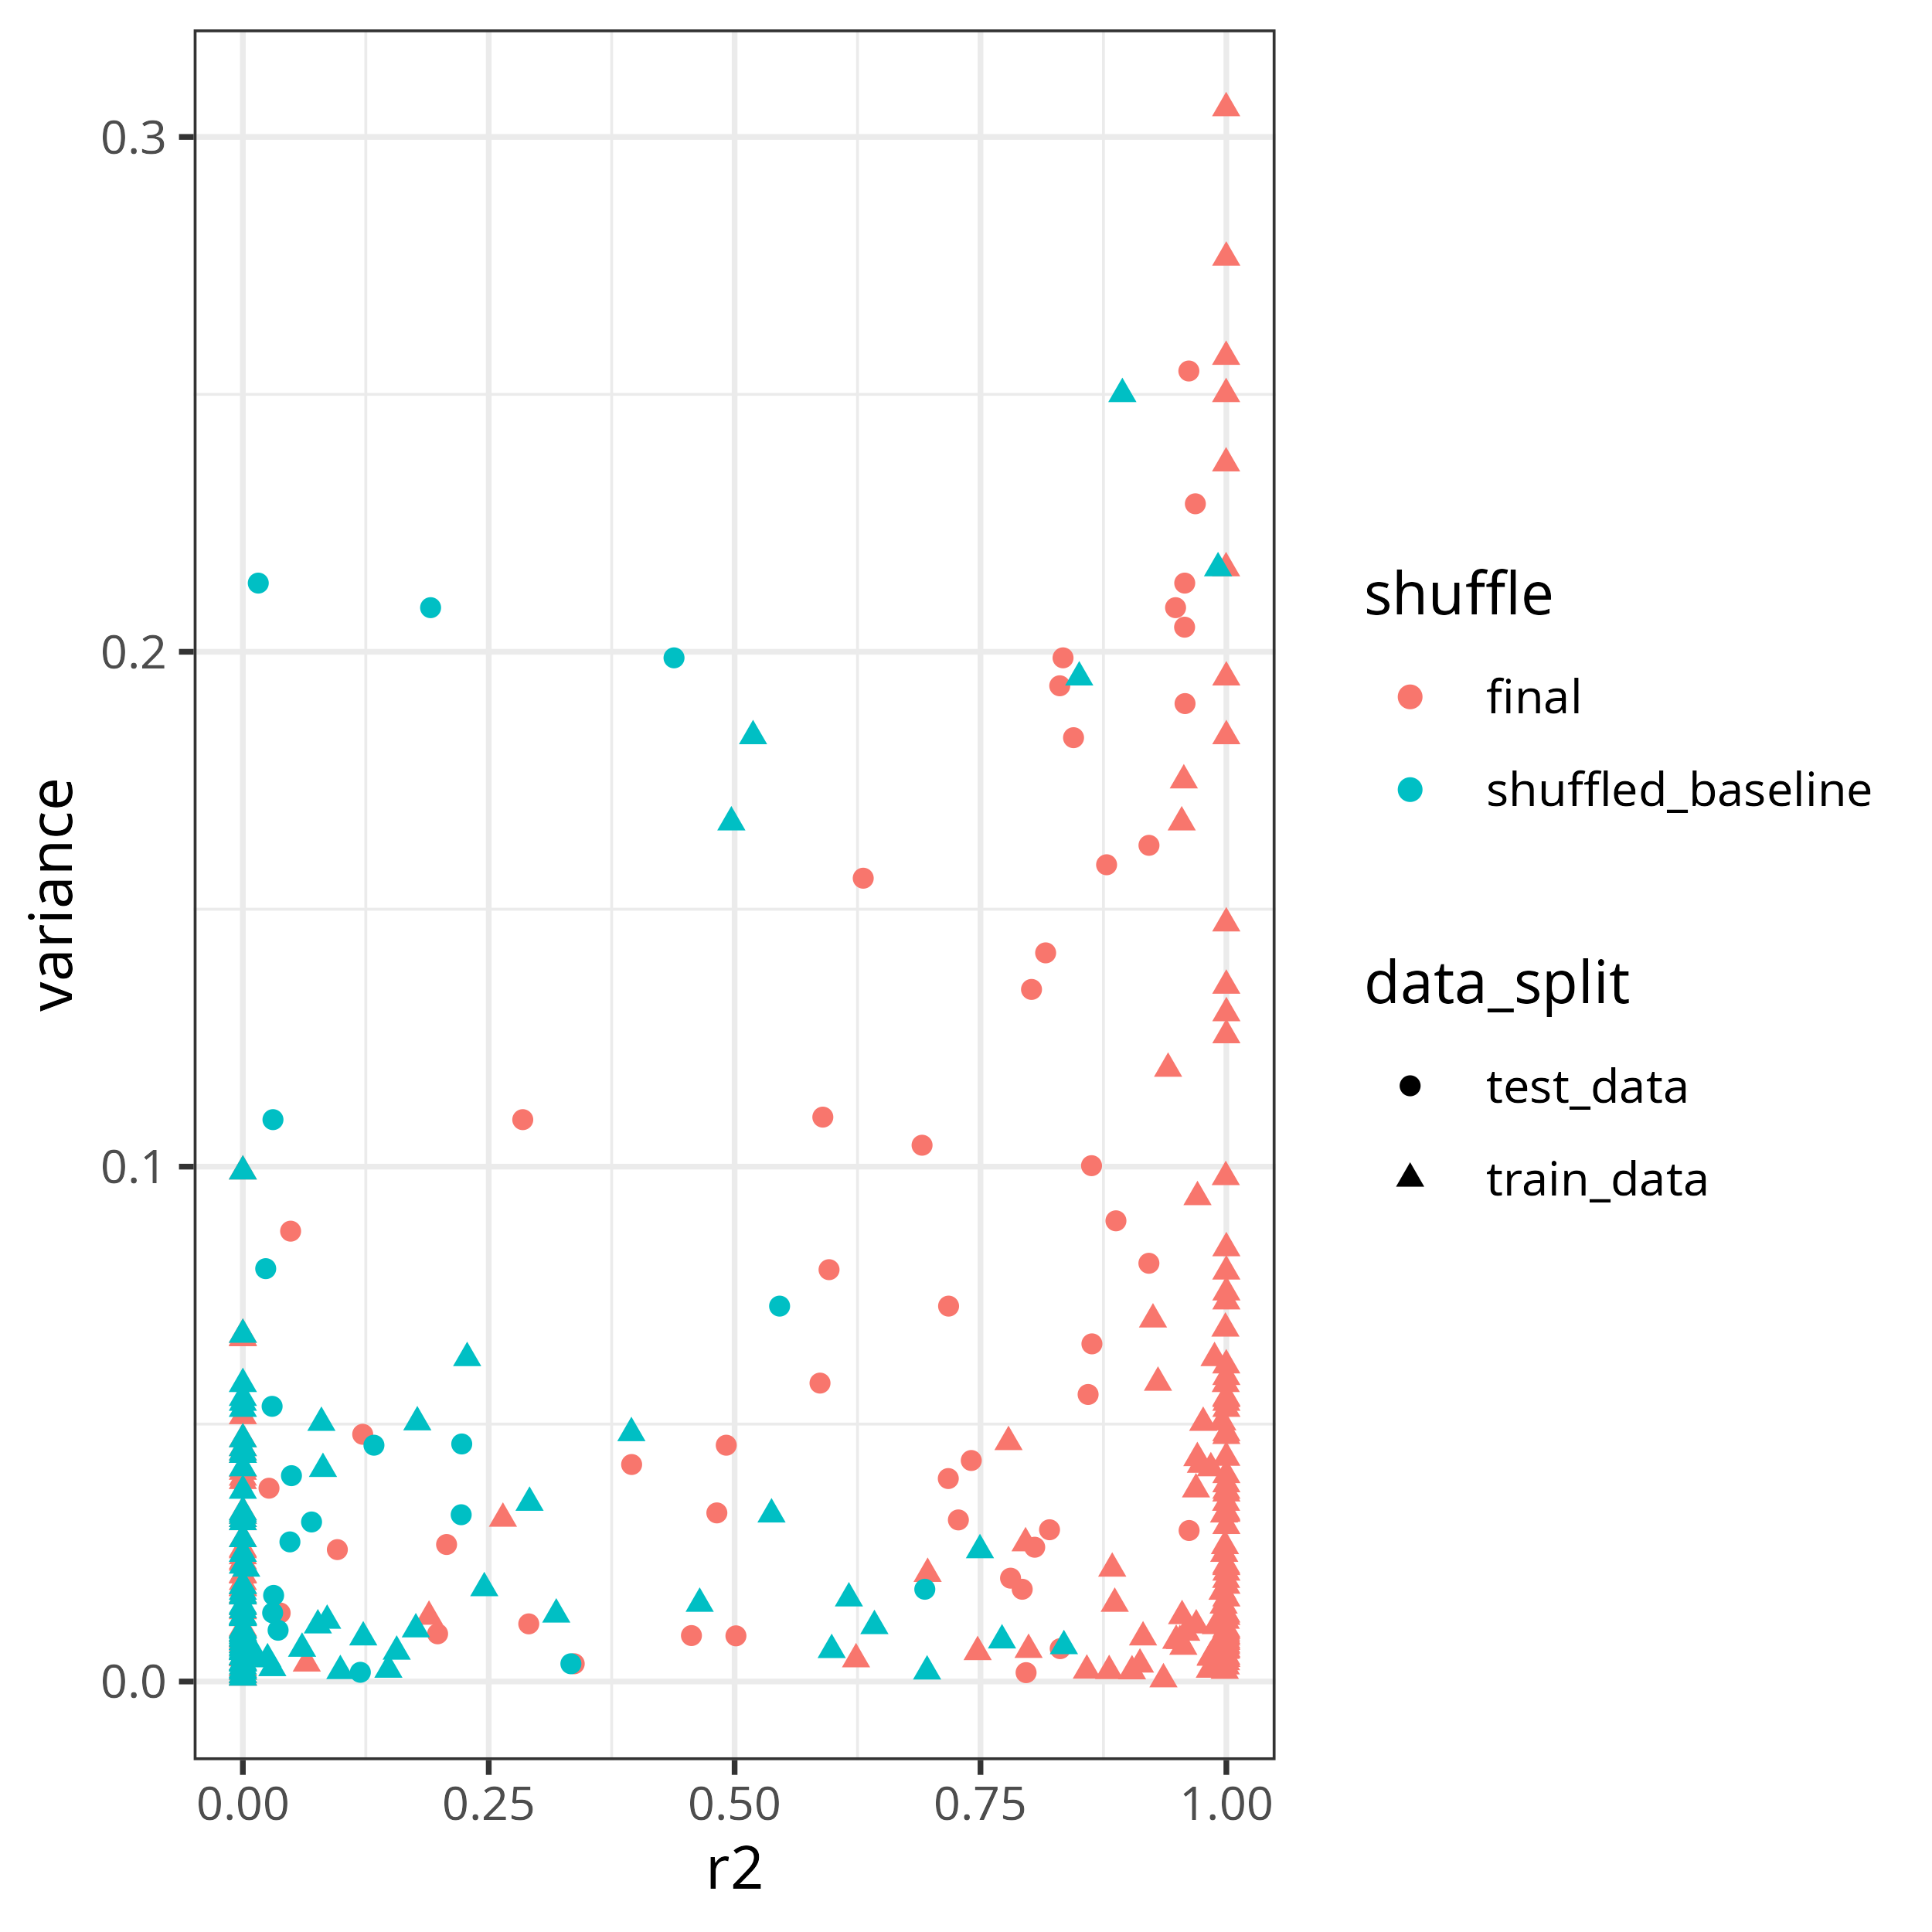 0.3
0.2
0.1
0.0
variance
0.00 0.25 0.50 0.75 1.00
r2
shuffle
final
shuffled_baseline
data_split
test_data
train_data